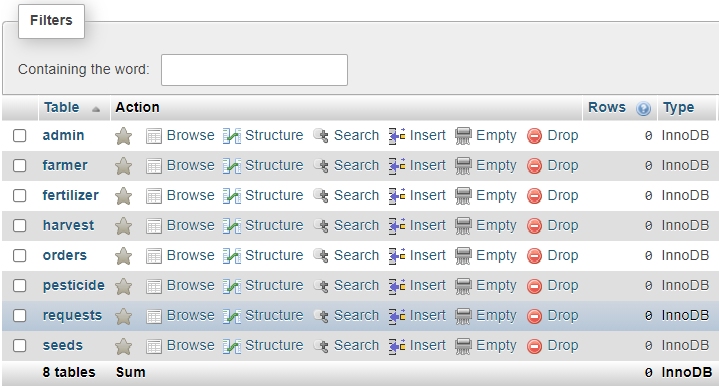 Filters
Containing the word:
Table Action Rows Type
admin Browse Structure Search Insert Empty Drop 0 InnoDB
farmer Browse Structure Search Insert Empty Drop 0 InnoDB
fertilizer Browse Structure Search Insert Empty Drop 0 InnoDB
harvest Browse Structure Search Insert Empty Drop 0 InnoDB
orders Browse Structure Search Insert Empty Drop 0 InnoDB
pesticide Browse Structure Search Insert Empty Drop 0 InnoDB
requests Browse Structure Search Insert Empty Drop 0 InnoDB
seeds Browse Structure Search Insert Empty Drop 0 InnoDB
8 tables Sum 0 InnoDB